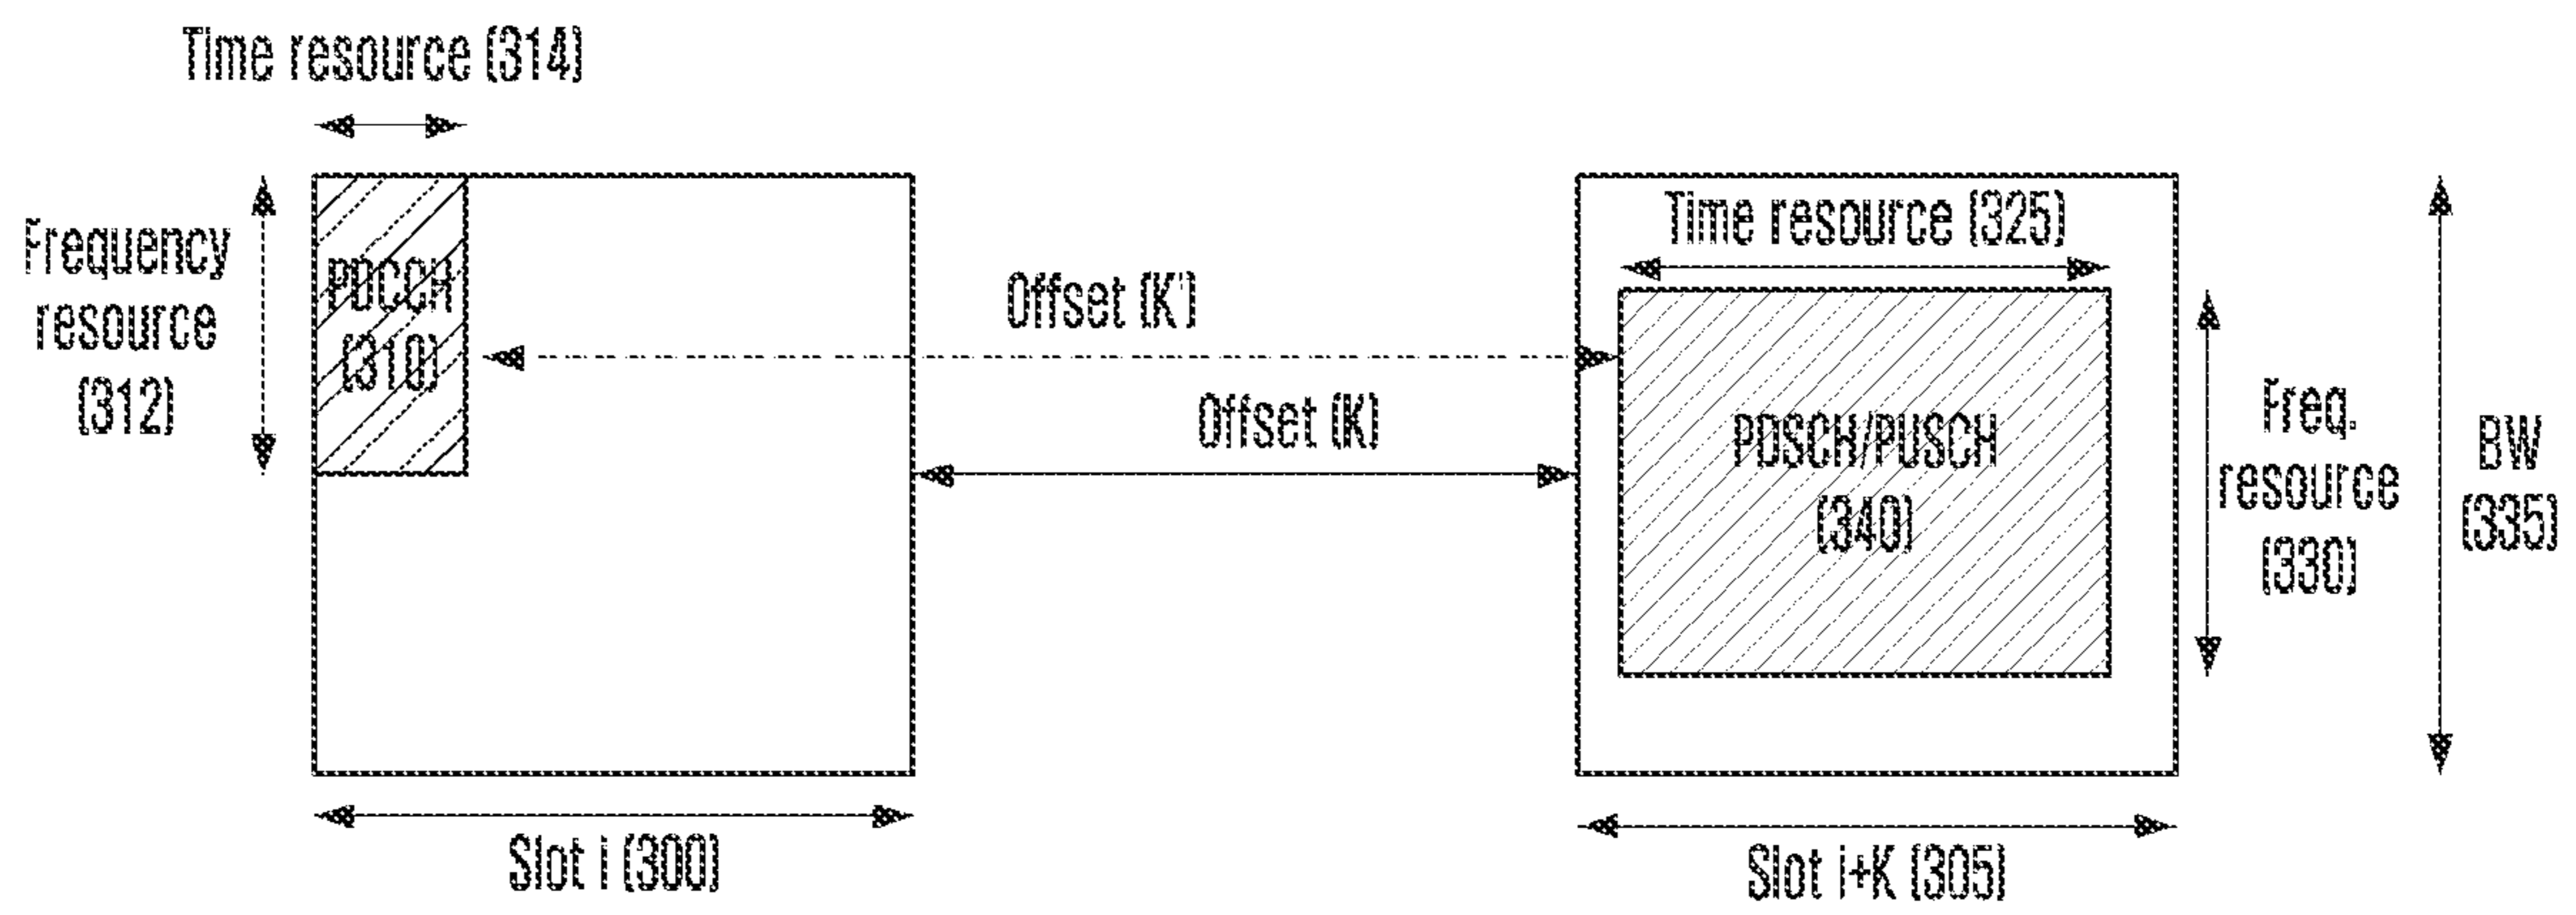 Time resource (314)
Frequency
resource
(312)
PDCCH
(310)
Offset (K')
Offset (K)
Time resource (325)
PDSCH/PUSCH
(340)
Freq.
resource
(330)
BW
(335)
Slot i (300)
Slot i+K (305)